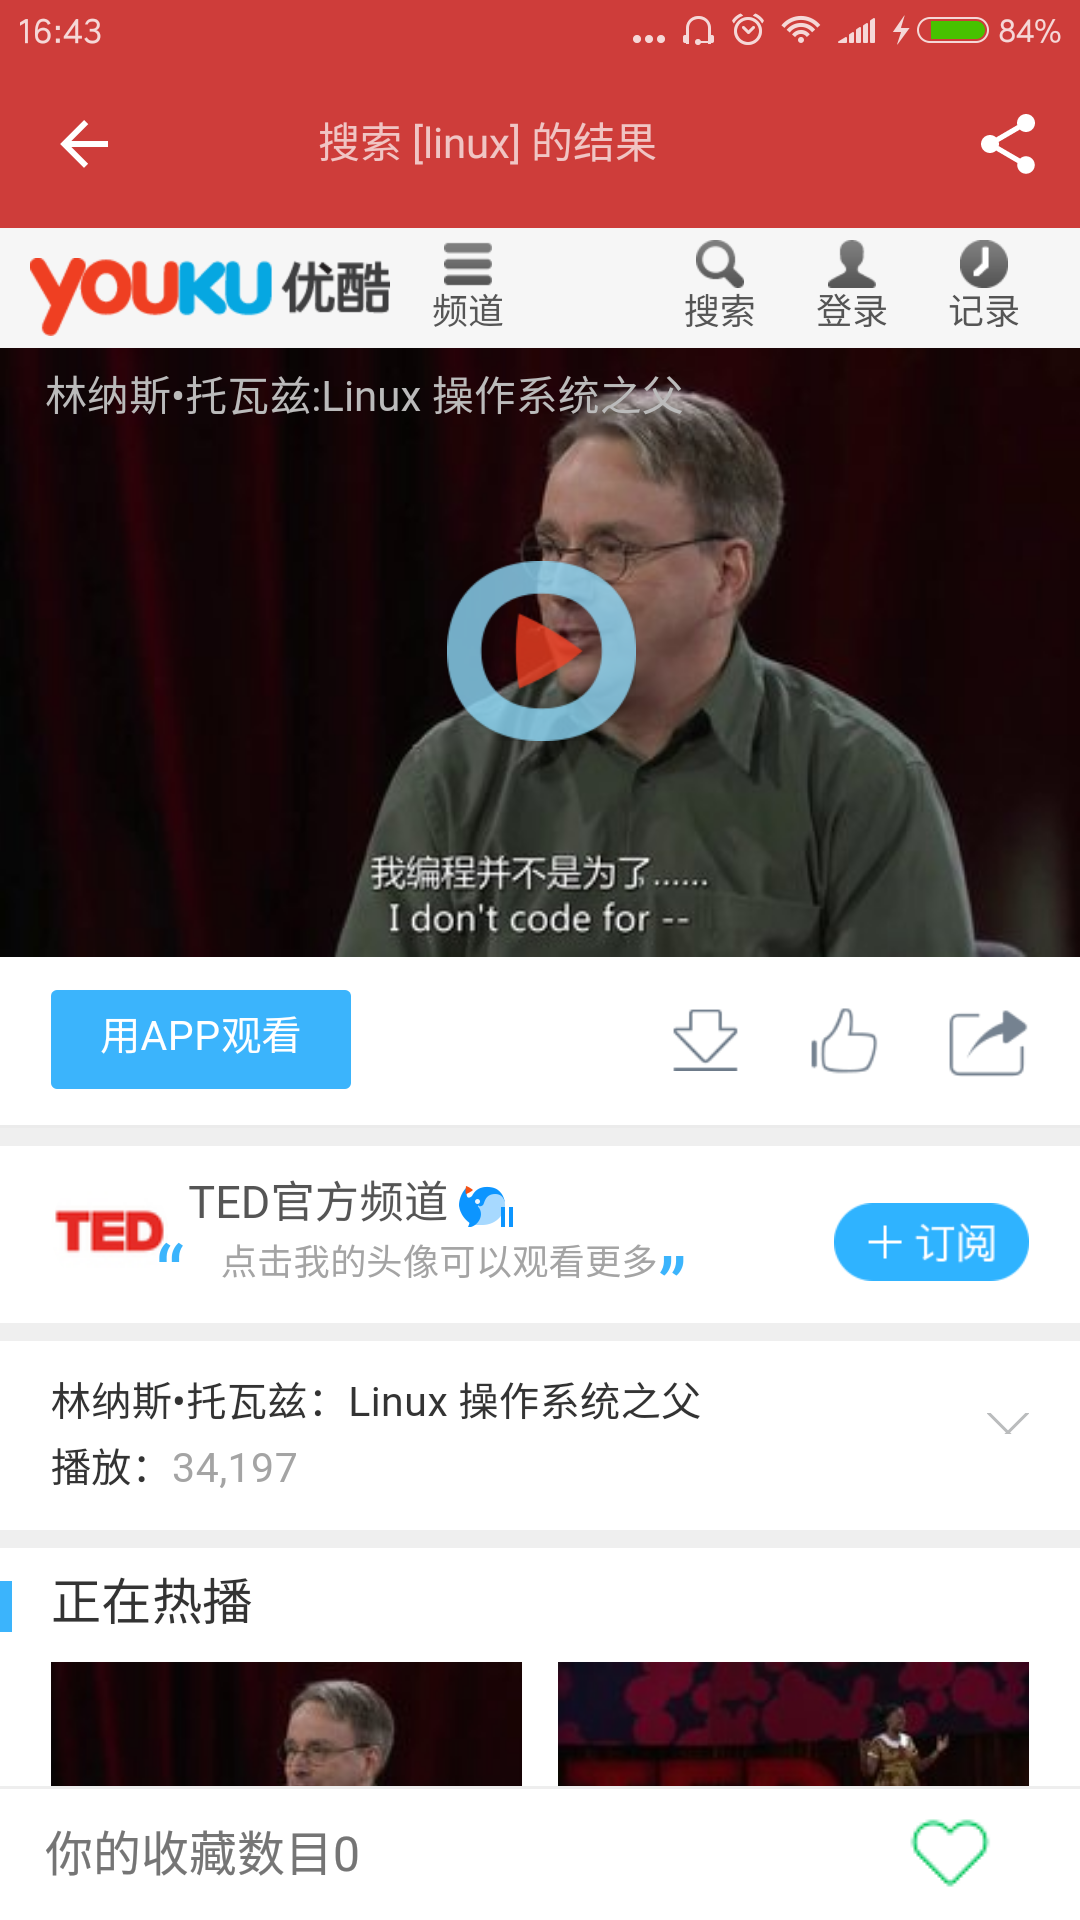 16:43
84%
搜索 [linux] 的结果
YOUKU 优酷
频道
搜索
登录
记录
林纳斯•托瓦兹:Linux 操作系统之父
我编程并不是为了......
I don't code for --
用APP观看
TED
TED官方频道
“ 点击我的头像可以观看更多 ”
+ 订阅
林纳斯•托瓦兹：Linux 操作系统之父
播放：34,197
正在热播
你的收藏数目0